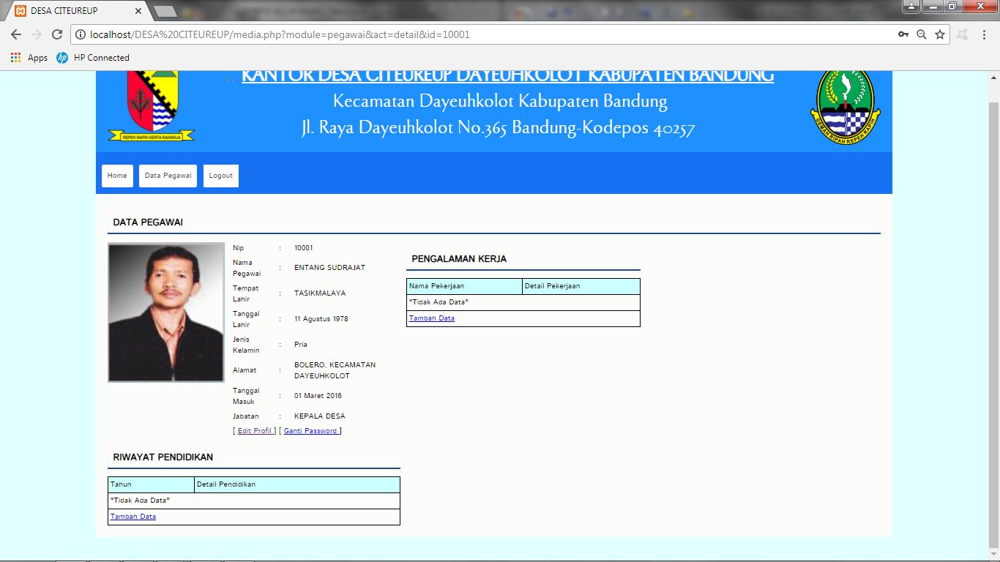 DESA CITEUREUP
localhost/DESA%20CITEUREUP/media.php?module=pegawai&act=detail&id=10001
Apps HP Connected
KANTOR DESA CITEUREUP DAYEUHKOLOT KABUPATEN BANDUNG
Kecamatan Dayeuhkolot Kabupaten Bandung
Jl. Raya Dayeuhkolot No.365 Bandung-Kodepos 40257
REPEH RAPIH KERTA RAHARJA
GEMAH RIPAH REPEH RAPIH
Home Data Pegawai Logout
DATA PEGAWAI
Nip : 10001
Nama
Pegawai : ENTANG SUDRAJAT
Tempat
Lahir : TASIKMALAYA
Tanggal
Lahir : 11 Agustus 1978
Jenis
Kelamin : Pria
Alamat : BOLERO, KECAMATAN
DAYEUHKOLOT
Tanggal
Masuk : 01 Maret 2016
Jabatan : KEPALA DESA
[ Edit Profil ] [ Ganti Password ]
PENGALAMAN KERJA
Nama Pekerjaan Detail Pekerjaan
*Tidak Ada Data*
Tambah Data
RIWAYAT PENDIDIKAN
Tahun Detail Pendidikan
*Tidak Ada Data*
Tambah Data